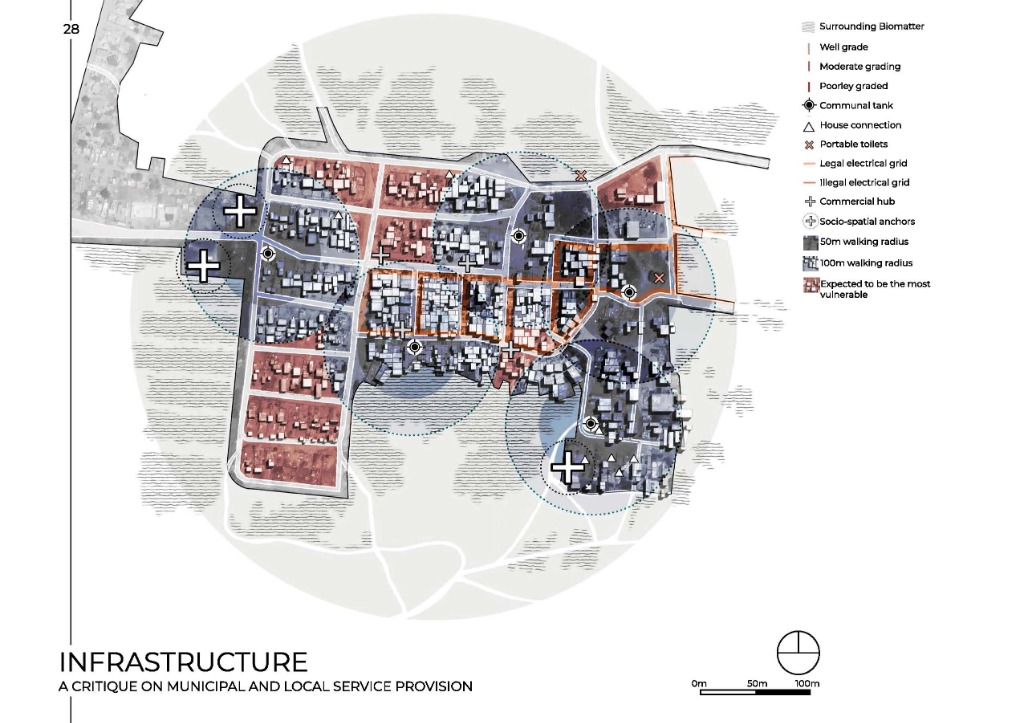 28
Surrounding Biomatter
Well grade
Moderate grading
Poorley graded
Communal tank
House connection
Portable toilets
Legal electrical grid
Illegal electrical grid
Commercial hub
Socio-spatial anchors
50m walking radius
100m walking radius
Expected to be the most
vulnerable
INFRASTRUCTURE
A CRITIQUE ON MUNICIPAL AND LOCAL SERVICE PROVISION
0m 50m 100m